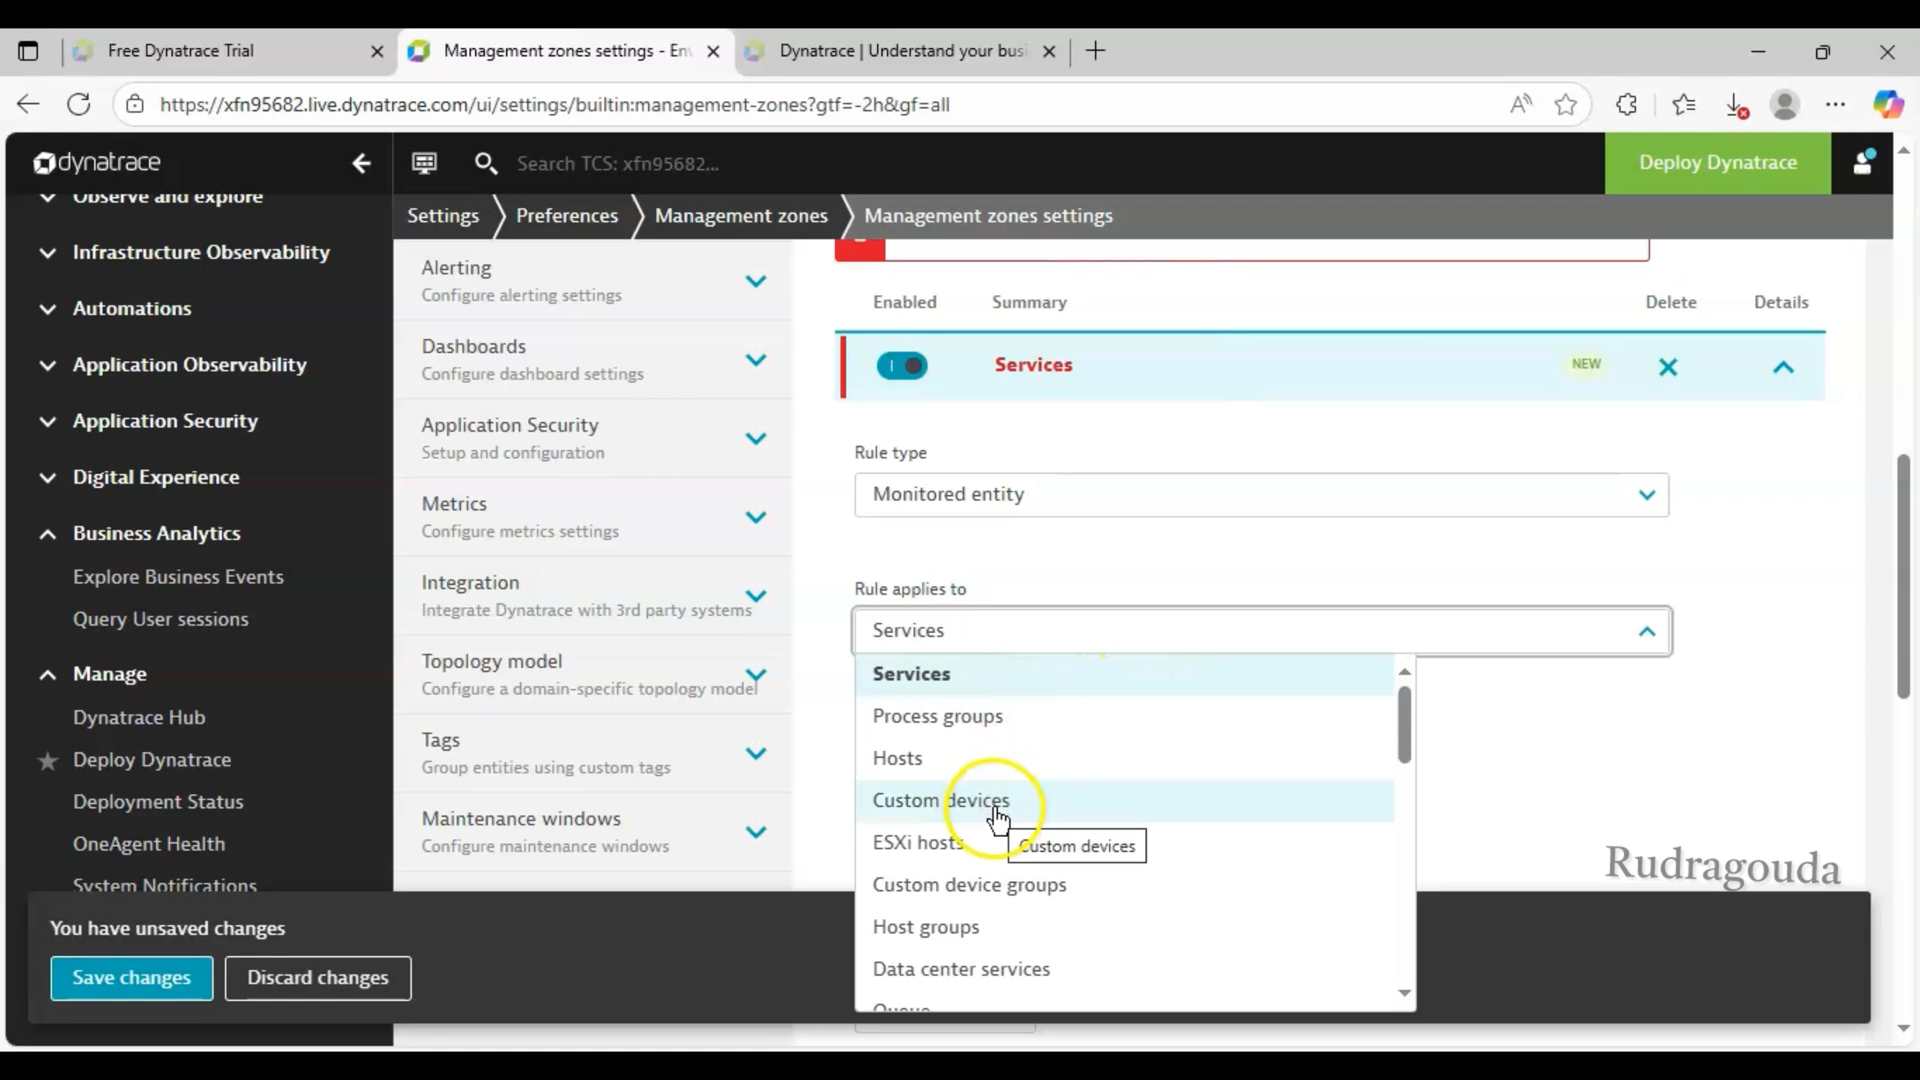 Free Dynatrace Trial
Management zones settings - Env
Dynatrace | Understand your busi
https://xfn95682.live.dynatrace.com/ui/settings/builtin:management-zones?gtf=-2h&gf=all
dynatrace
Search TCS: xfn95682...
Deploy Dynatrace
Settings
Preferences
Management zones
Management zones settings
Observe and explore
Infrastructure Observability
Automations
Application Observability
Application Security
Digital Experience
Business Analytics
Explore Business Events
Query User sessions
Manage
Dynatrace Hub
Deploy Dynatrace
Deployment Status
OneAgent Health
System Notifications
Alerting
Configure alerting settings
Dashboards
Configure dashboard settings
Application Security
Setup and configuration
Metrics
Configure metrics settings
Integration
Integrate Dynatrace with 3rd party systems
Topology model
Configure a domain-specific topology model
Tags
Group entities using custom tags
Maintenance windows
Configure maintenance windows
Enabled
Summary
Delete
Details
Services
NEW
Rule type
Monitored entity
Rule applies to
Services
Services
Process groups
Hosts
Custom devices
ESXi hosts
Custom devices
Custom device groups
Host groups
Data center services
Queue
Rudragouda
You have unsaved changes
Save changes
Discard changes